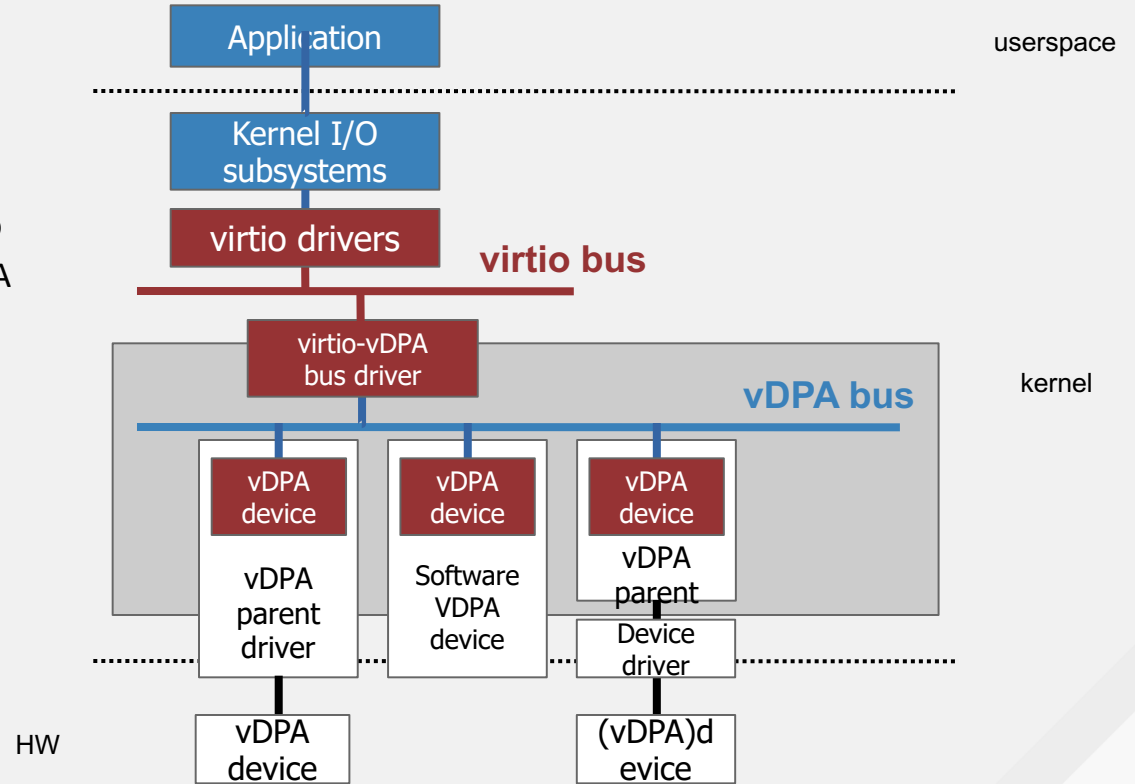 Application
userspace
Kernel I/O
subsystems
virtio drivers
virtio bus
A
virtio-vDPA
bus driver
kernel
vDPA bus
vDPA
device
vDPA
device
vDPA
device
vDPA
parent
driver
Software
VDPA
device
vDPA
parent
Device
driver
HW
vDPA
device
(vDPA)d
evice